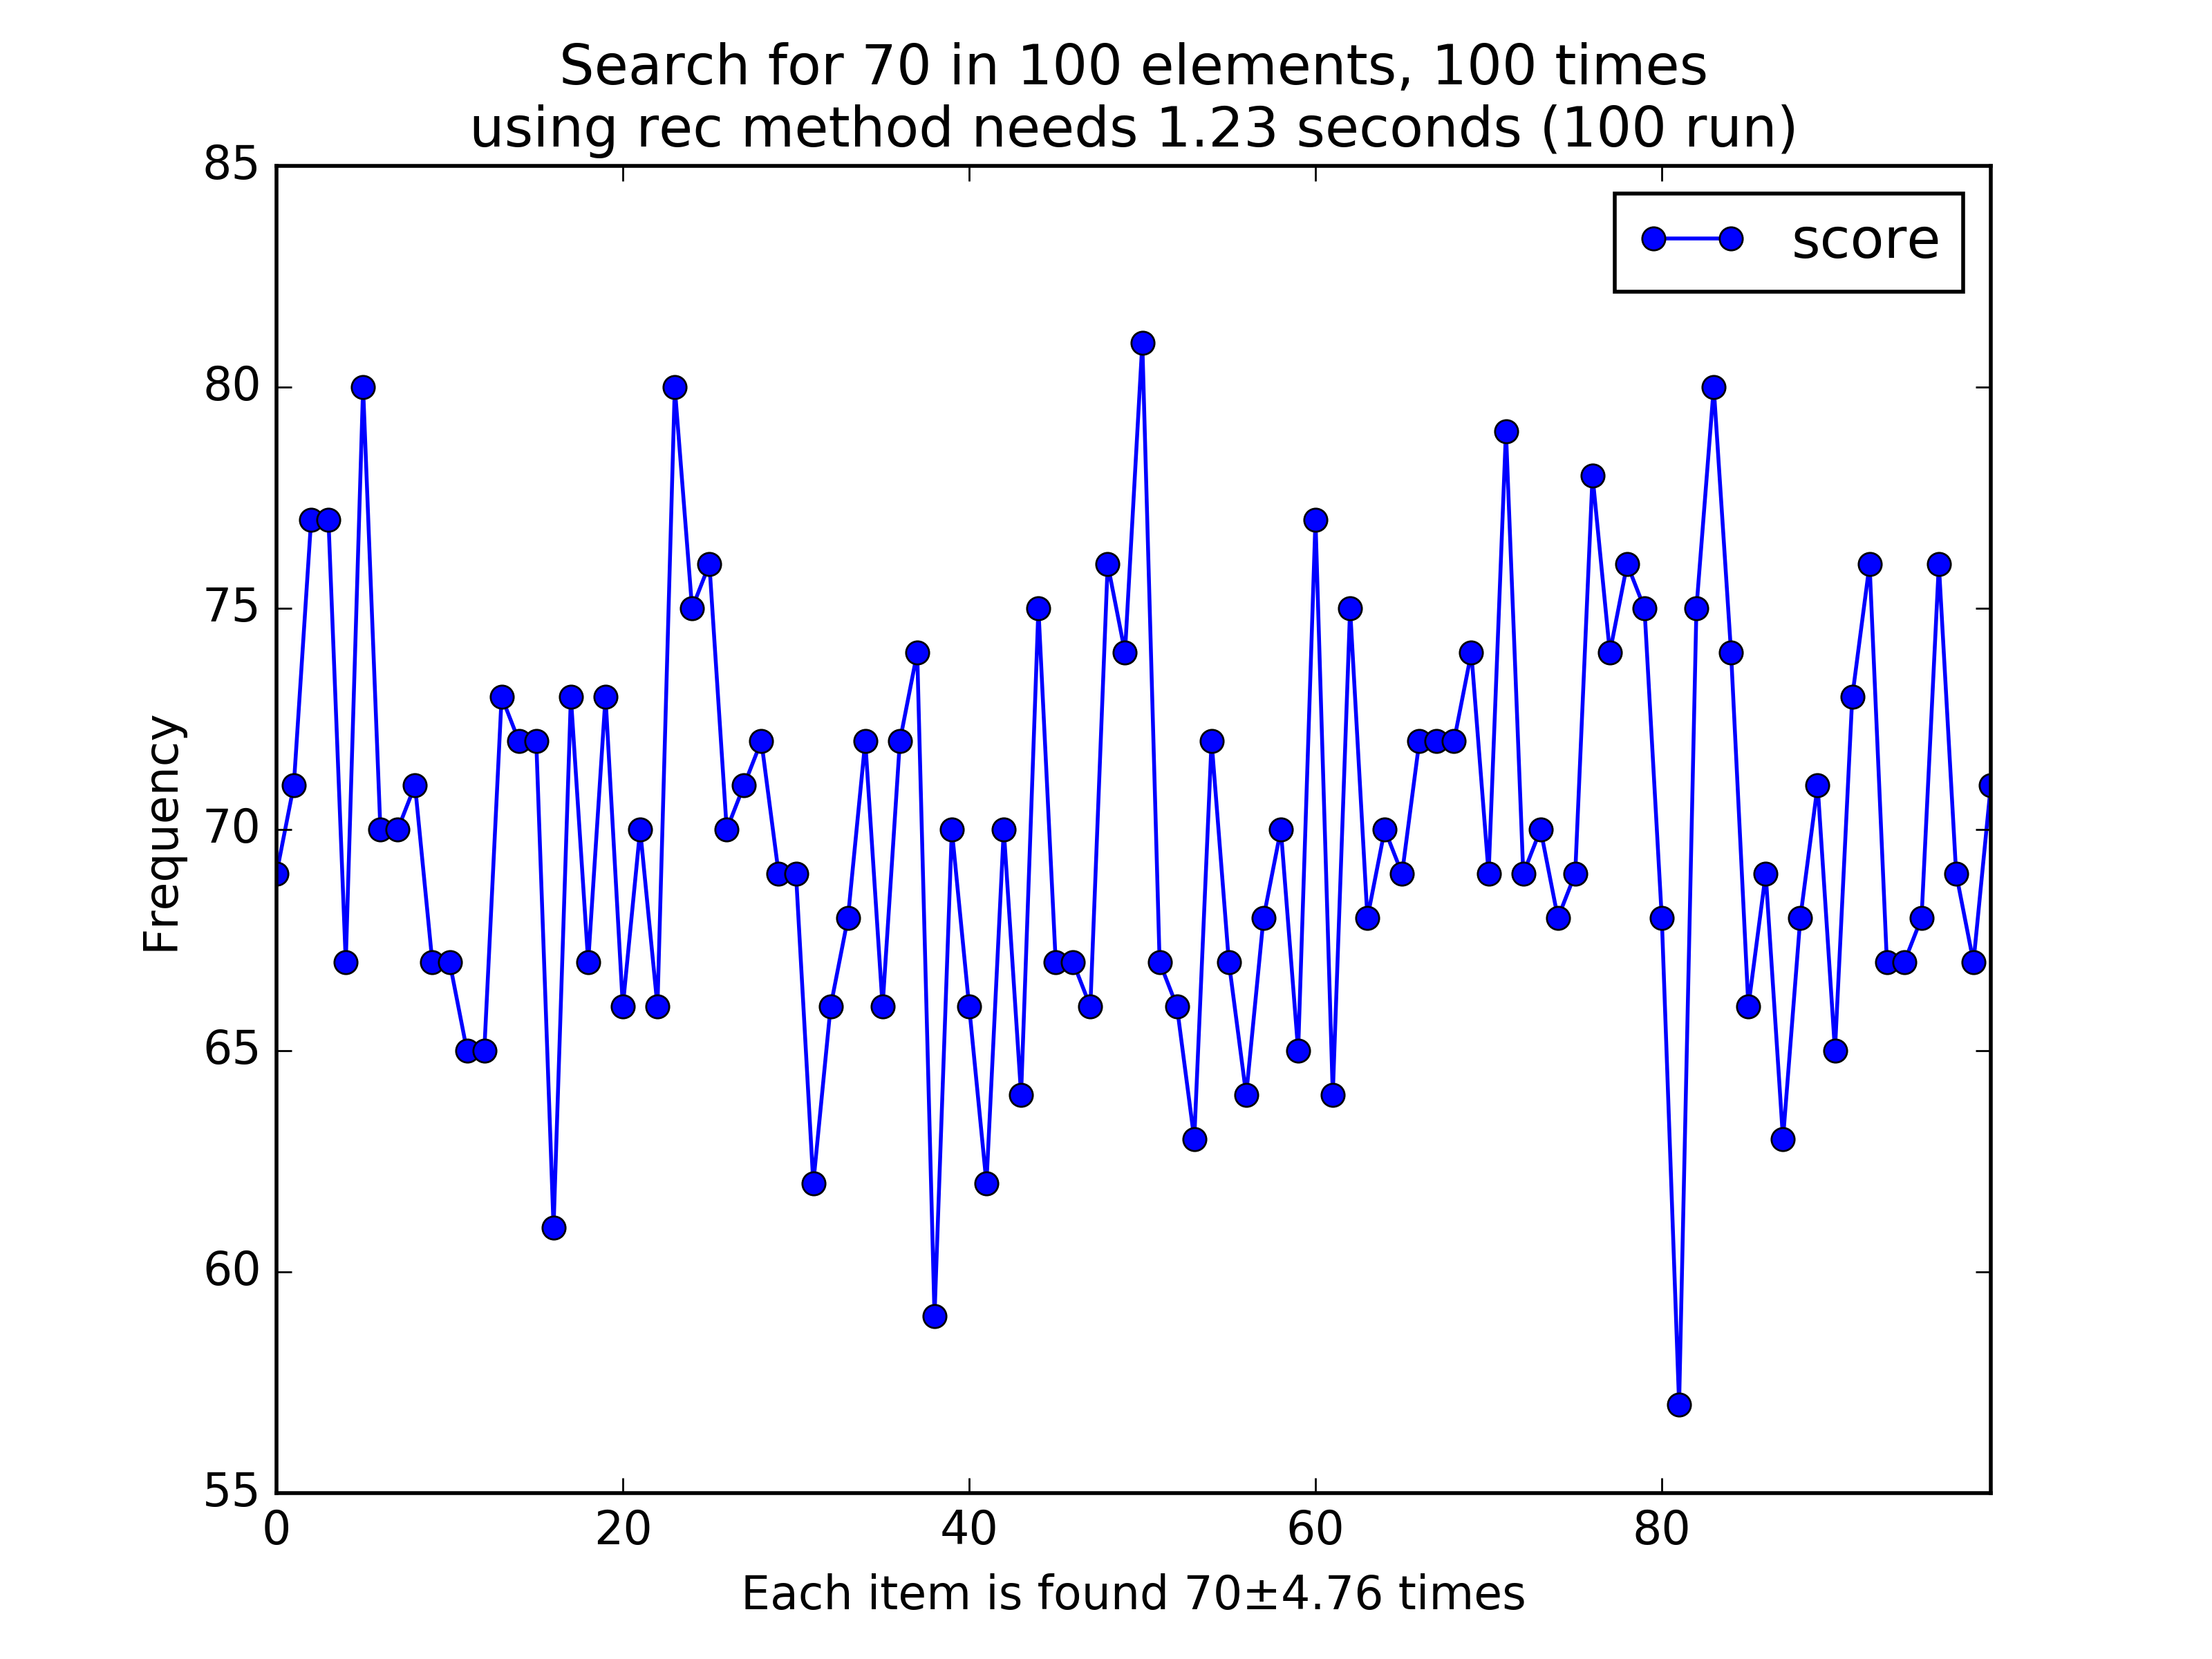 Search for 70 in 100 elements, 100 times
using rec method needs 1.23 seconds (100 run)
score
85
80
75
70
65
60
55
Frequency
0 20 40 60 80
Each item is found 70±4.76 times